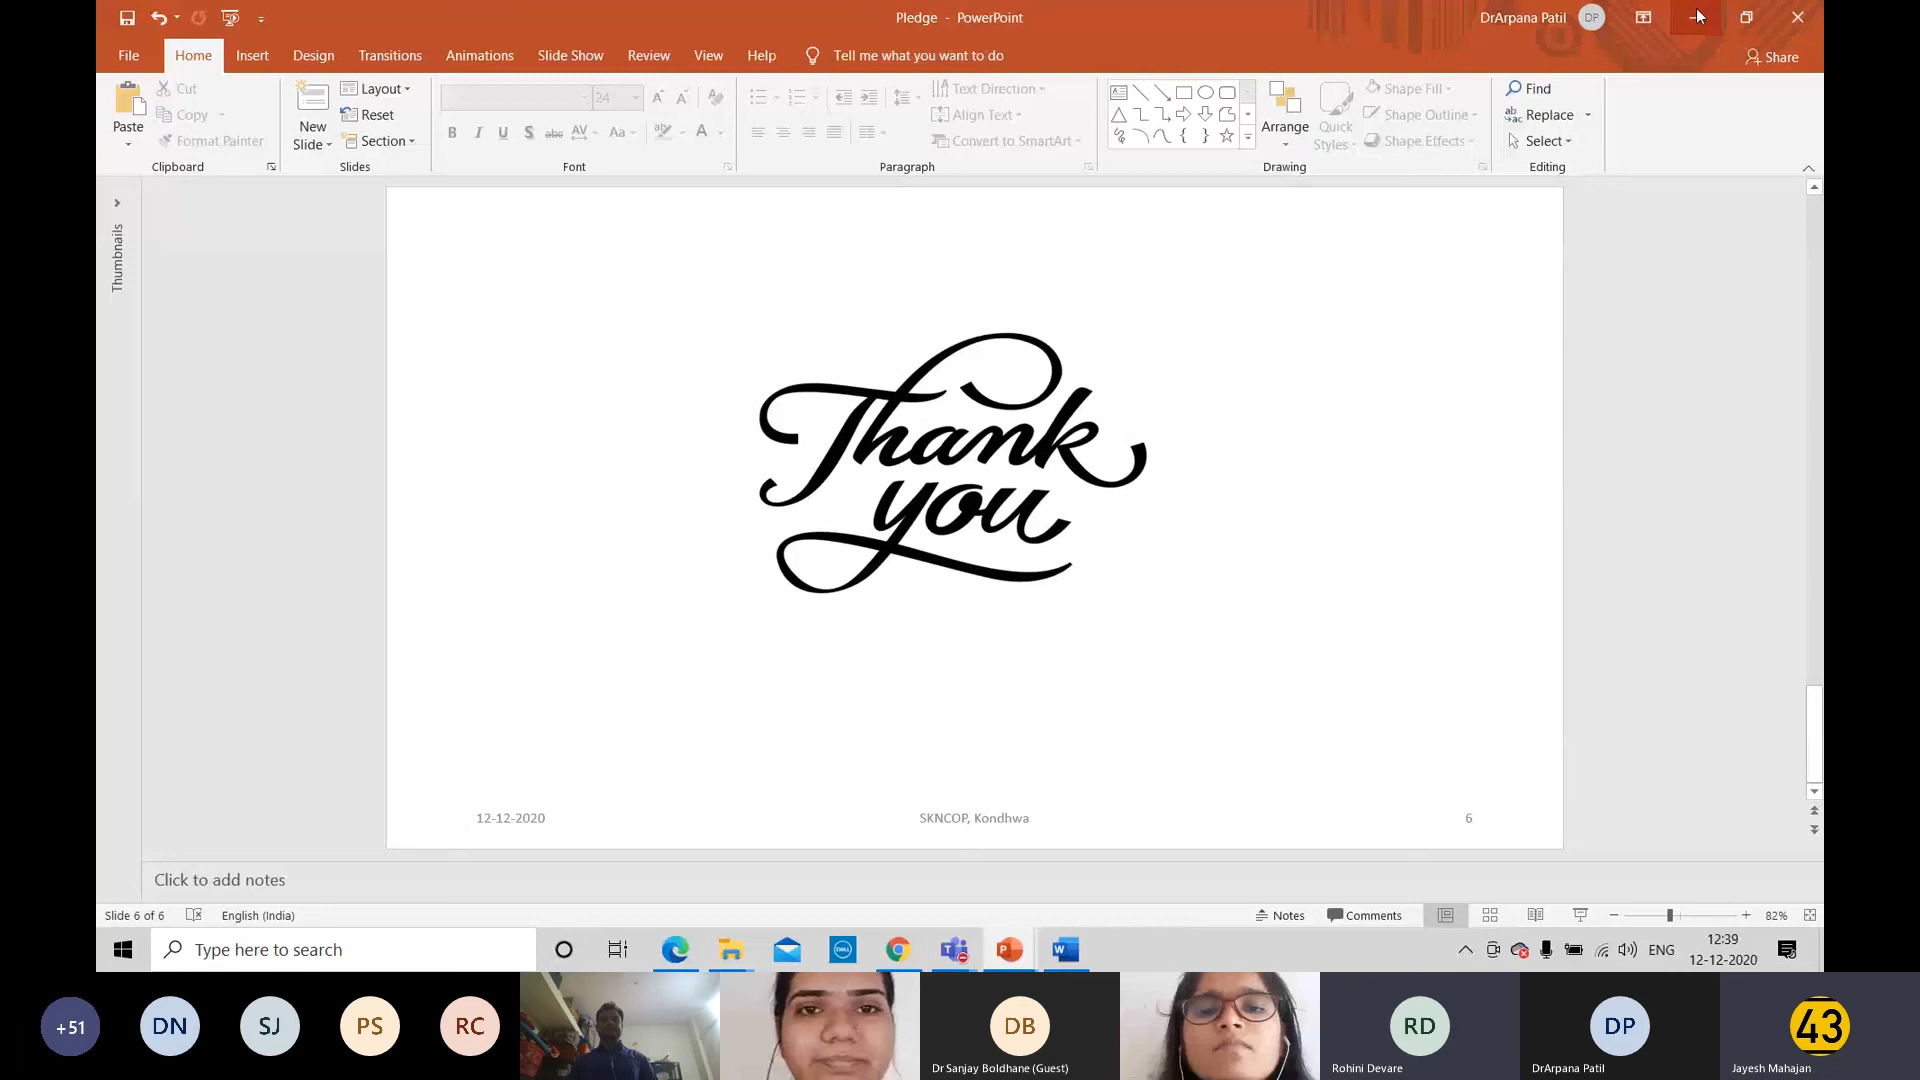 Pledge - PowerPoint
DrArpana Patil DP
File Home Insert Design Transitions Animations Slide Show Review View Help Tell me what you want to do Share
Paste
Cut
Copy
Format Painter
Clipboard
New Slide
Layout
Reset
Section
Slides
24
B I U S abc AV Aa A
Font
Text Direction
Align Text
Convert to SmartArt
Paragraph
Arrange
Quick Styles
Shape Fill
Shape Outline
Shape Effects
Drawing
Find
Replace
Select
Editing
Thumbnails
Thank
you
12-12-2020 SKNCOP, Kondhwa 6
Click to add notes
Slide 6 of 6 English (India) Notes Comments 82%
Type here to search
DELL
ENG
12:39
12-12-2020
+51 DN SJ PS RC DB RD DP 43
Dr Sanjay Boldhane (Guest) Rohini Devare DrArpana Patil Jayesh Mahajan